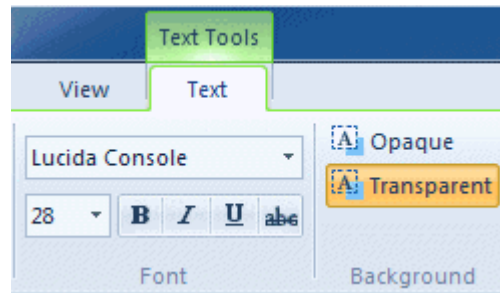 Text Tools
View Text
Lucida Console
A Opaque
A Transparent
28 B I U abc
Font Background